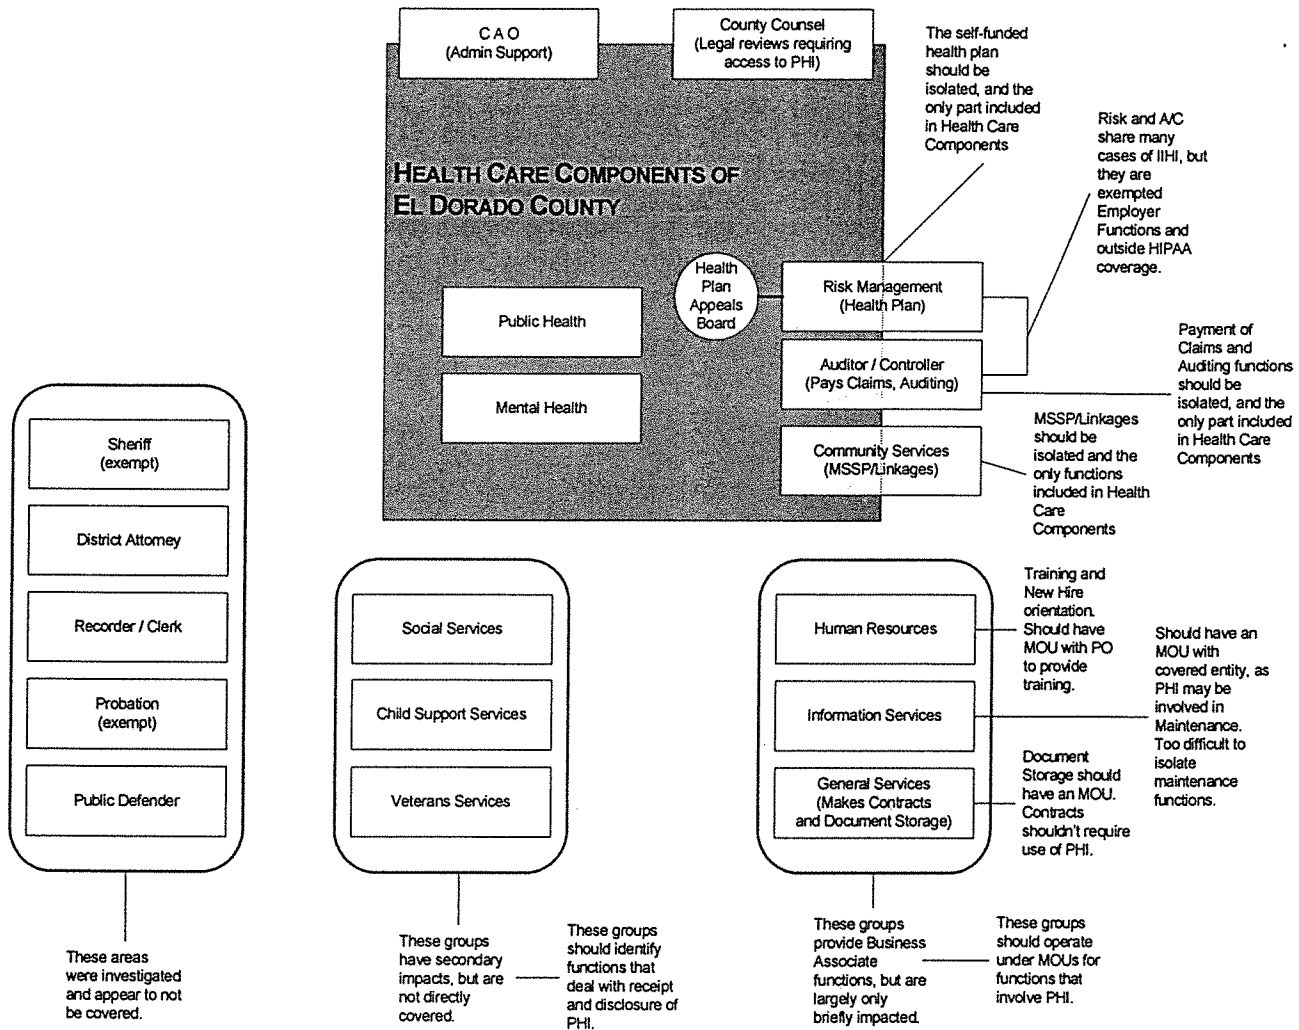 C A O
(Admin Support)
County Counsel
(Legal reviews requiring
access to PHI)
The self-funded
health plan
should be
isolated, and the
only part included
in Health Care
Components
Risk and A/C
share many
cases of IIHI, but
they are
exempted
Employer
Functions and
outside HIPAA
coverage.
HEALTH CARE COMPONENTS OF
EL DORADO COUNTY
Health
Plan
Appeals
Board
Risk Management
(Health Plan)
Public Health
Auditor / Controller
(Pays Claims, Auditing)
Mental Health
Community Services
(MSSP/Linkages)
Payment of
Claims and
Auditing functions
should be
isolated, and the
only part included
in Health Care
Components
MSSP/Linkages
should be
isolated and the
only functions
included in Health
Care
Components
Sheriff
(exempt)
District Attorney
Recorder / Clerk
Probation
(exempt)
Public Defender
Social Services
Child Support Services
Veterans Services
Human Resources
Information Services
General Services
(Makes Contracts
and Document Storage)
Training and
New Hire
orientation.
Should have
MOU with PO
to provide
training.
Should have an
MOU with
covered entity, as
PHI may be
involved in
Maintenance.
Too difficult to
isolate
maintenance
functions.
Document
Storage should
have an MOU.
Contracts
shouldn't require
use of PHI.
These areas
were investigated
and appear to not
be covered.
These groups
have secondary
impacts, but are
not directly
covered.
These groups
should identify
functions that
deal with receipt
and disclosure of
PHI.
These groups
provide Business
Associate
functions, but are
largely only
briefly impacted.
These groups
should operate
under MOUs for
functions that
involve PHI.